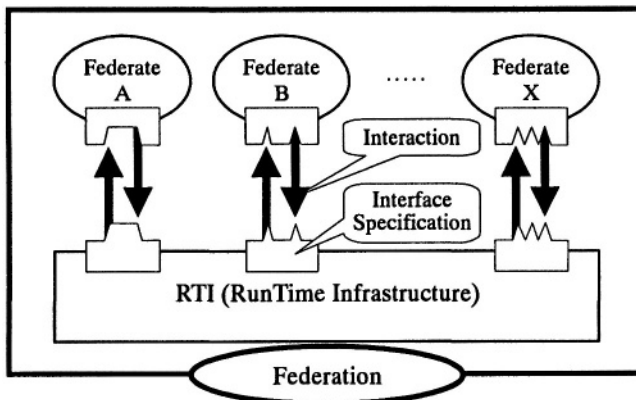 Federate
A
Federate
B
.....
Federate
X
Interaction
Interface
Specification
RTI (RunTime Infrastructure)
Federation